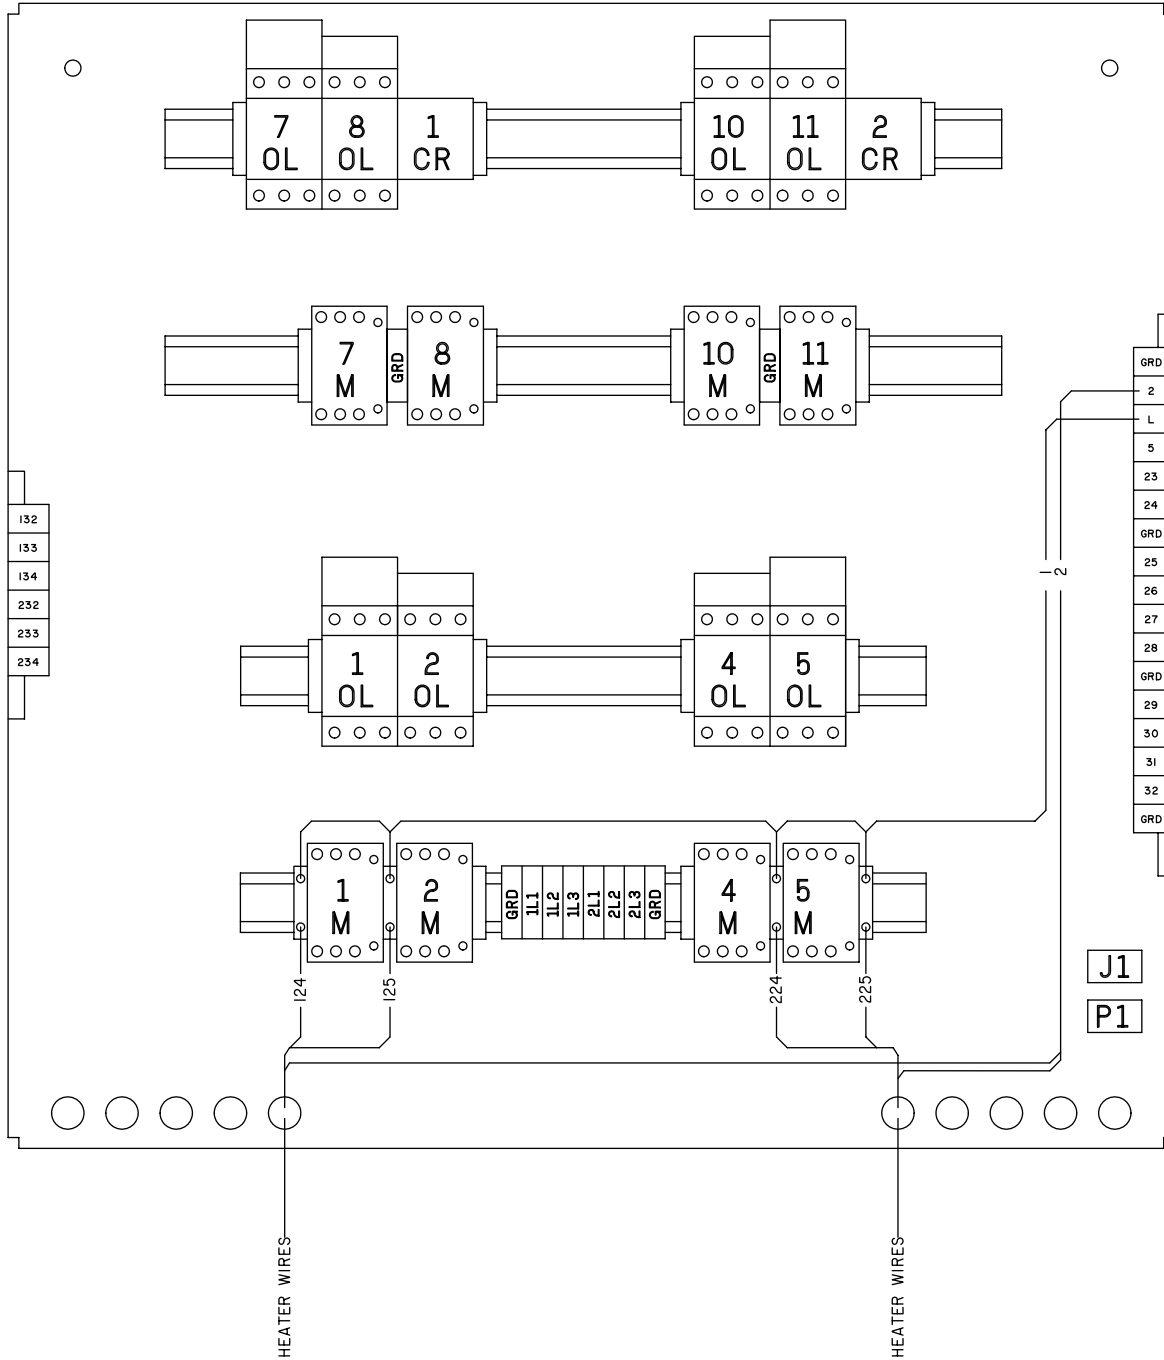 7 8 1 10 11 2
OL OL CR OL OL CR
7 GRD 8 10 GRD 11
M M M M
GRD
2
L
5
23
24
GRD
25
26
27
28
GRD
29
30
31
32
GRD
132
133
134
232
233
234
1
2
1 2 4 5
OL OL OL OL
1 2 GRD 1L1 1L2 1L3 2L1 2L2 2L3 GRD 4 5
M M M M
124 125 224 225
J1
P1
HEATER WIRES HEATER WIRES